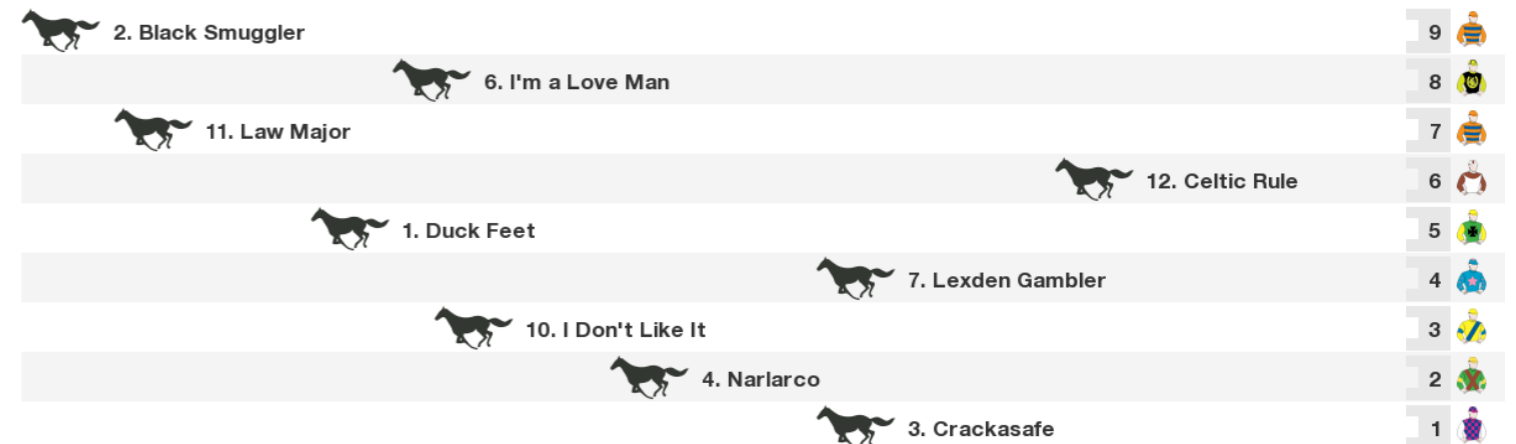 2. Black Smuggler 9
6. I'm a Love Man 8
11. Law Major 7
12. Celtic Rule 6
1. Duck Feet 5
7. Lexden Gambler 4
10. I Don't Like It 3
4. Narlarco 2
3. Crackasafe 1